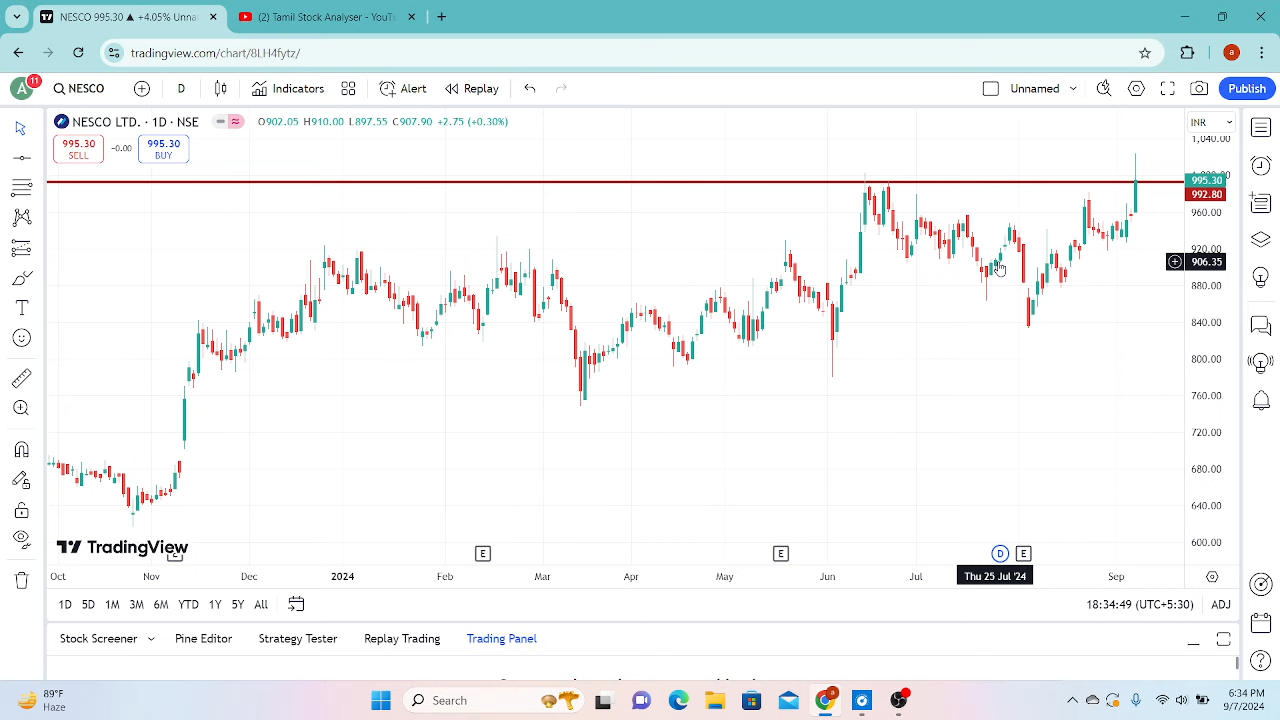 NESCO 995.30 ▲ +4.05% Unna
(2) Tamil Stock Analyser - YouTu
tradingview.com/chart/8LH4fytz/
a
A 11 NESCO D Indicators Alert Replay Unnamed Publish
NESCO LTD. · 1D · NSE O902.05 H910.00 L897.55 C907.90 +2.75 (+0.30%)
INR
1,040.00
995.30 SELL −0.00 995.30 BUY
995.30
992.80
960.00
920.00
906.35
880.00
840.00
800.00
760.00
720.00
680.00
640.00
600.00
TradingView
E E E D E
Oct Nov Dec 2024 Feb Mar Apr May Jun Jul Thu 25 Jul '24 Sep
1D 5D 1M 3M 6M YTD 1Y 5Y All 18:34:49 (UTC+5:30) ADJ
Stock Screener Pine Editor Strategy Tester Replay Trading Trading Panel
89°F
Haze
Search
6:34 PM
9/7/2024